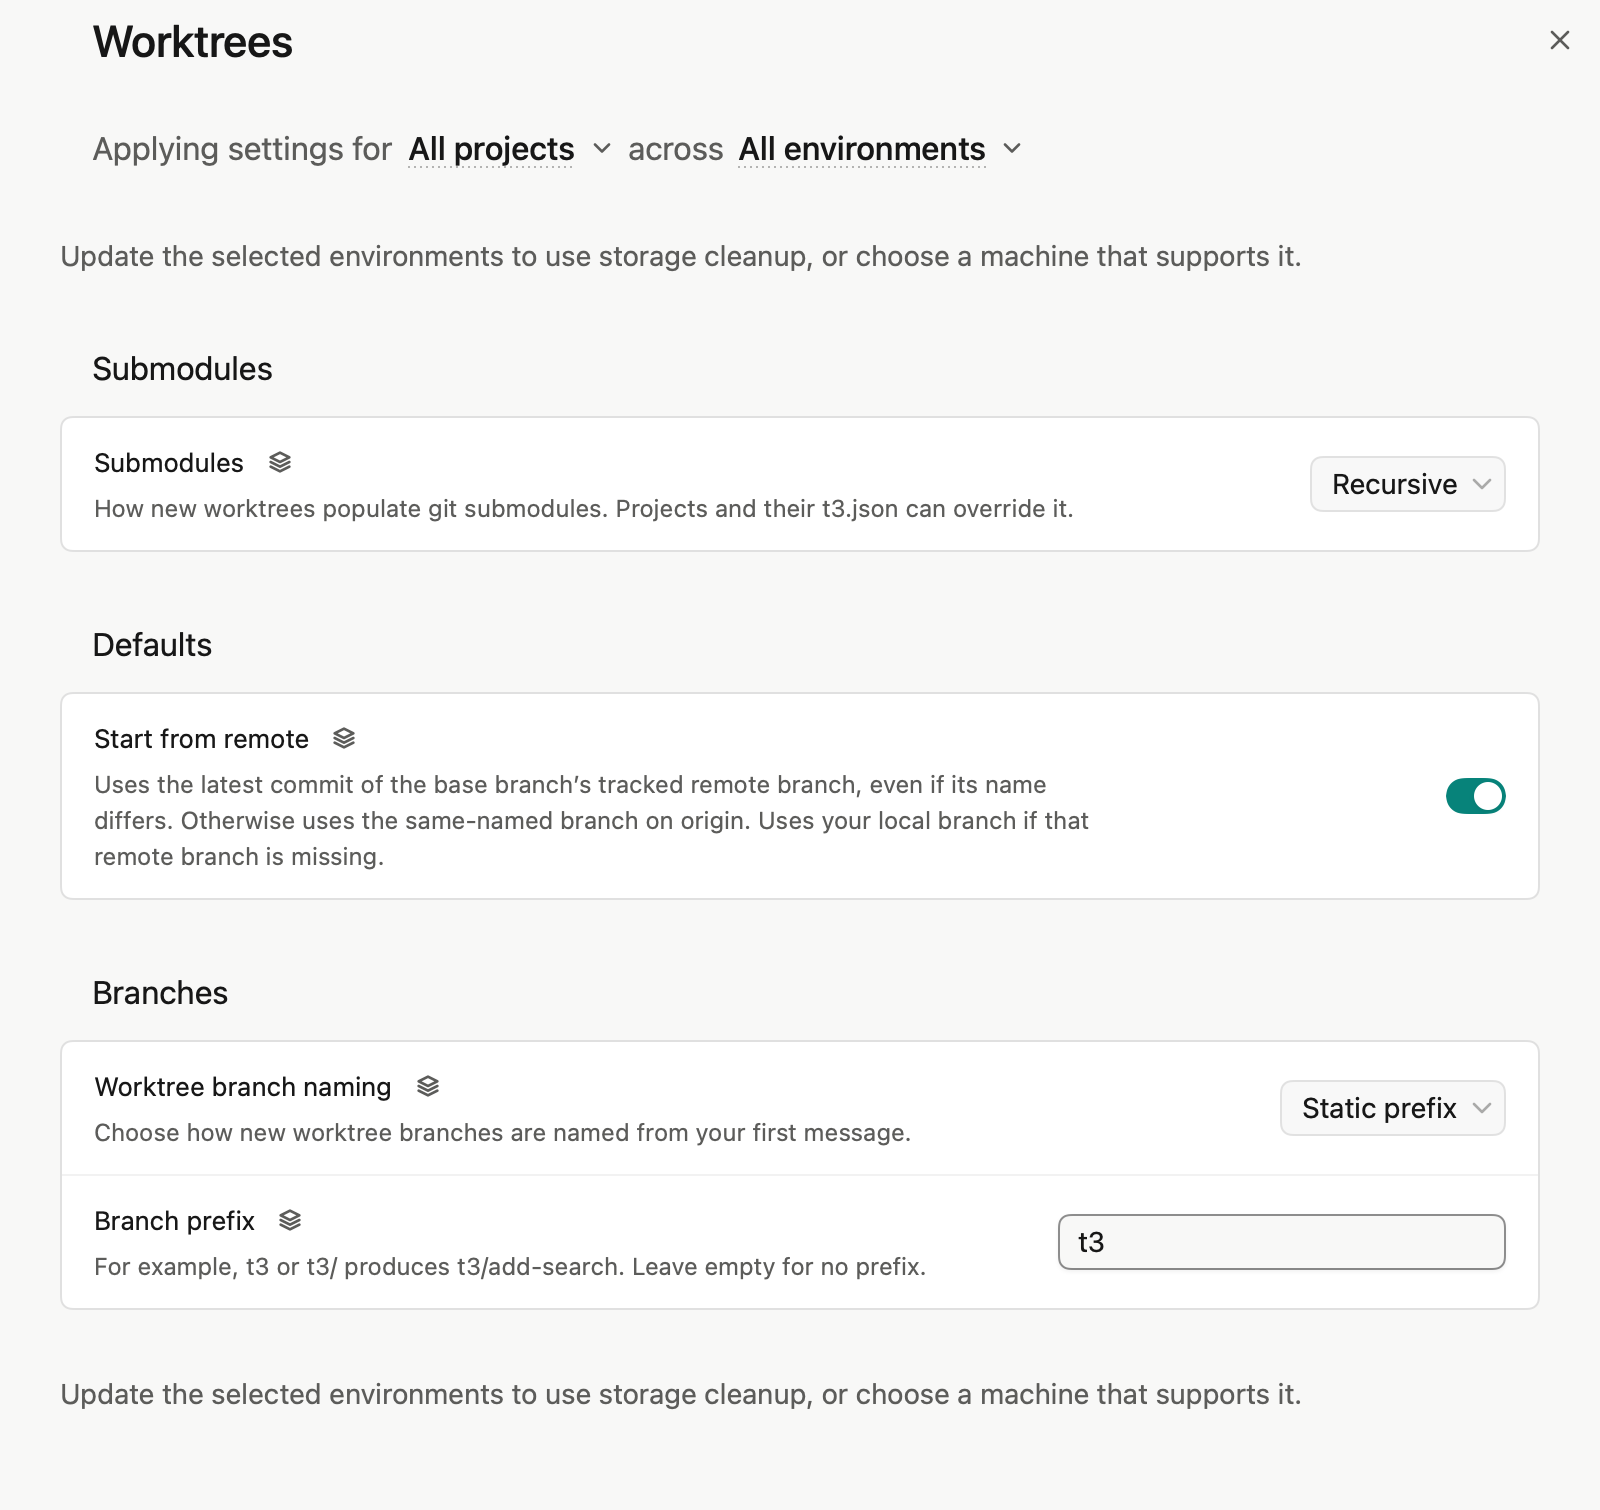 Worktrees
Applying settings for All projects across All environments
Update the selected environments to use storage cleanup, or choose a machine that supports it.
Submodules
Submodules
Recursive
How new worktrees populate git submodules. Projects and their t3.json can override it.
Defaults
Start from remote
Uses the latest commit of the base branch’s tracked remote branch, even if its name
differs. Otherwise uses the same-named branch on origin. Uses your local branch if that
remote branch is missing.
Branches
Worktree branch naming
Static prefix
Choose how new worktree branches are named from your first message.
Branch prefix
t3
For example, t3 or t3/ produces t3/add-search. Leave empty for no prefix.
Update the selected environments to use storage cleanup, or choose a machine that supports it.